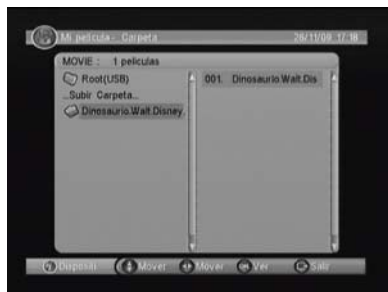 Mi pelicula - Carpeta 26/11/09 17:18
MOVIE : 1 peliculas
Root(USB)
..Subir Carpeta...
Dinosaurio.Walt.Disney.
001. Dinosaurio.Walt.Dis
Mover Mover Ver Salir